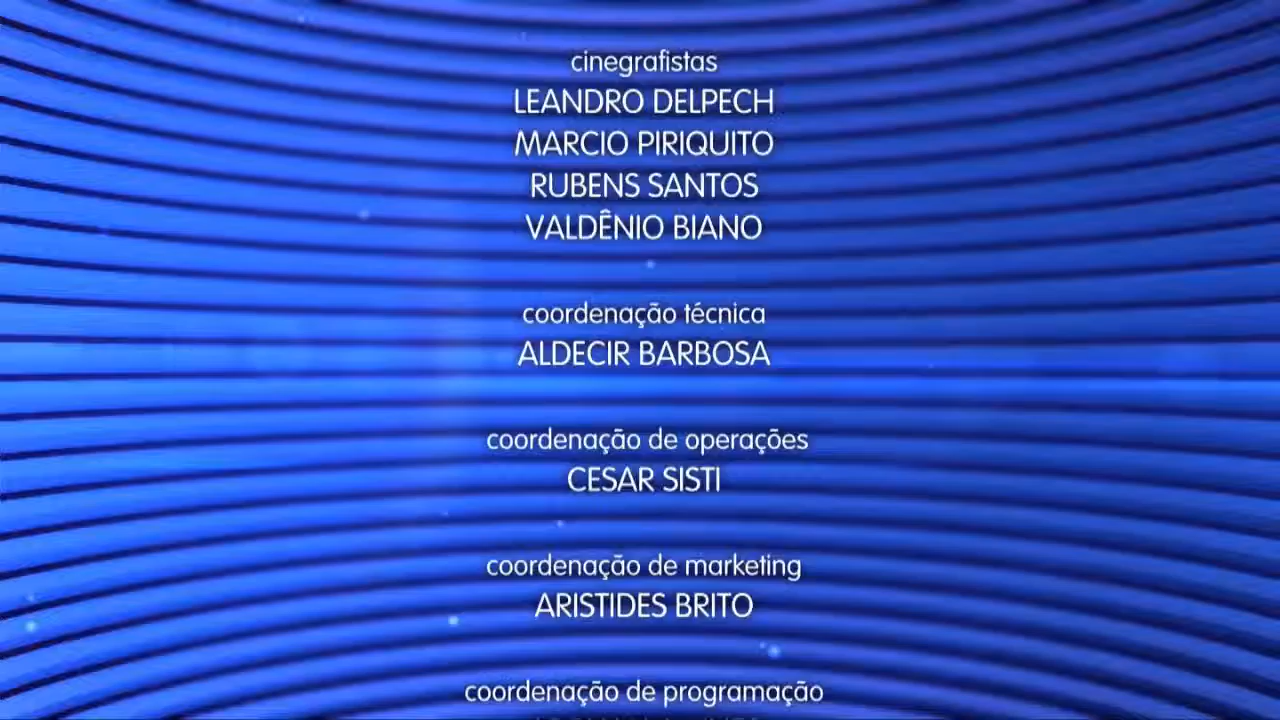 cinegrafistas
LEANDRO DELPECH
MARCIO PIRIQUITO
RUBENS SANTOS
VALDÊNIO BIANO
coordenação técnica
ALDECIR BARBOSA
coordenação de operações
CESAR SISTI
coordenação de marketing
ARISTIDES BRITO
coordenação de programação